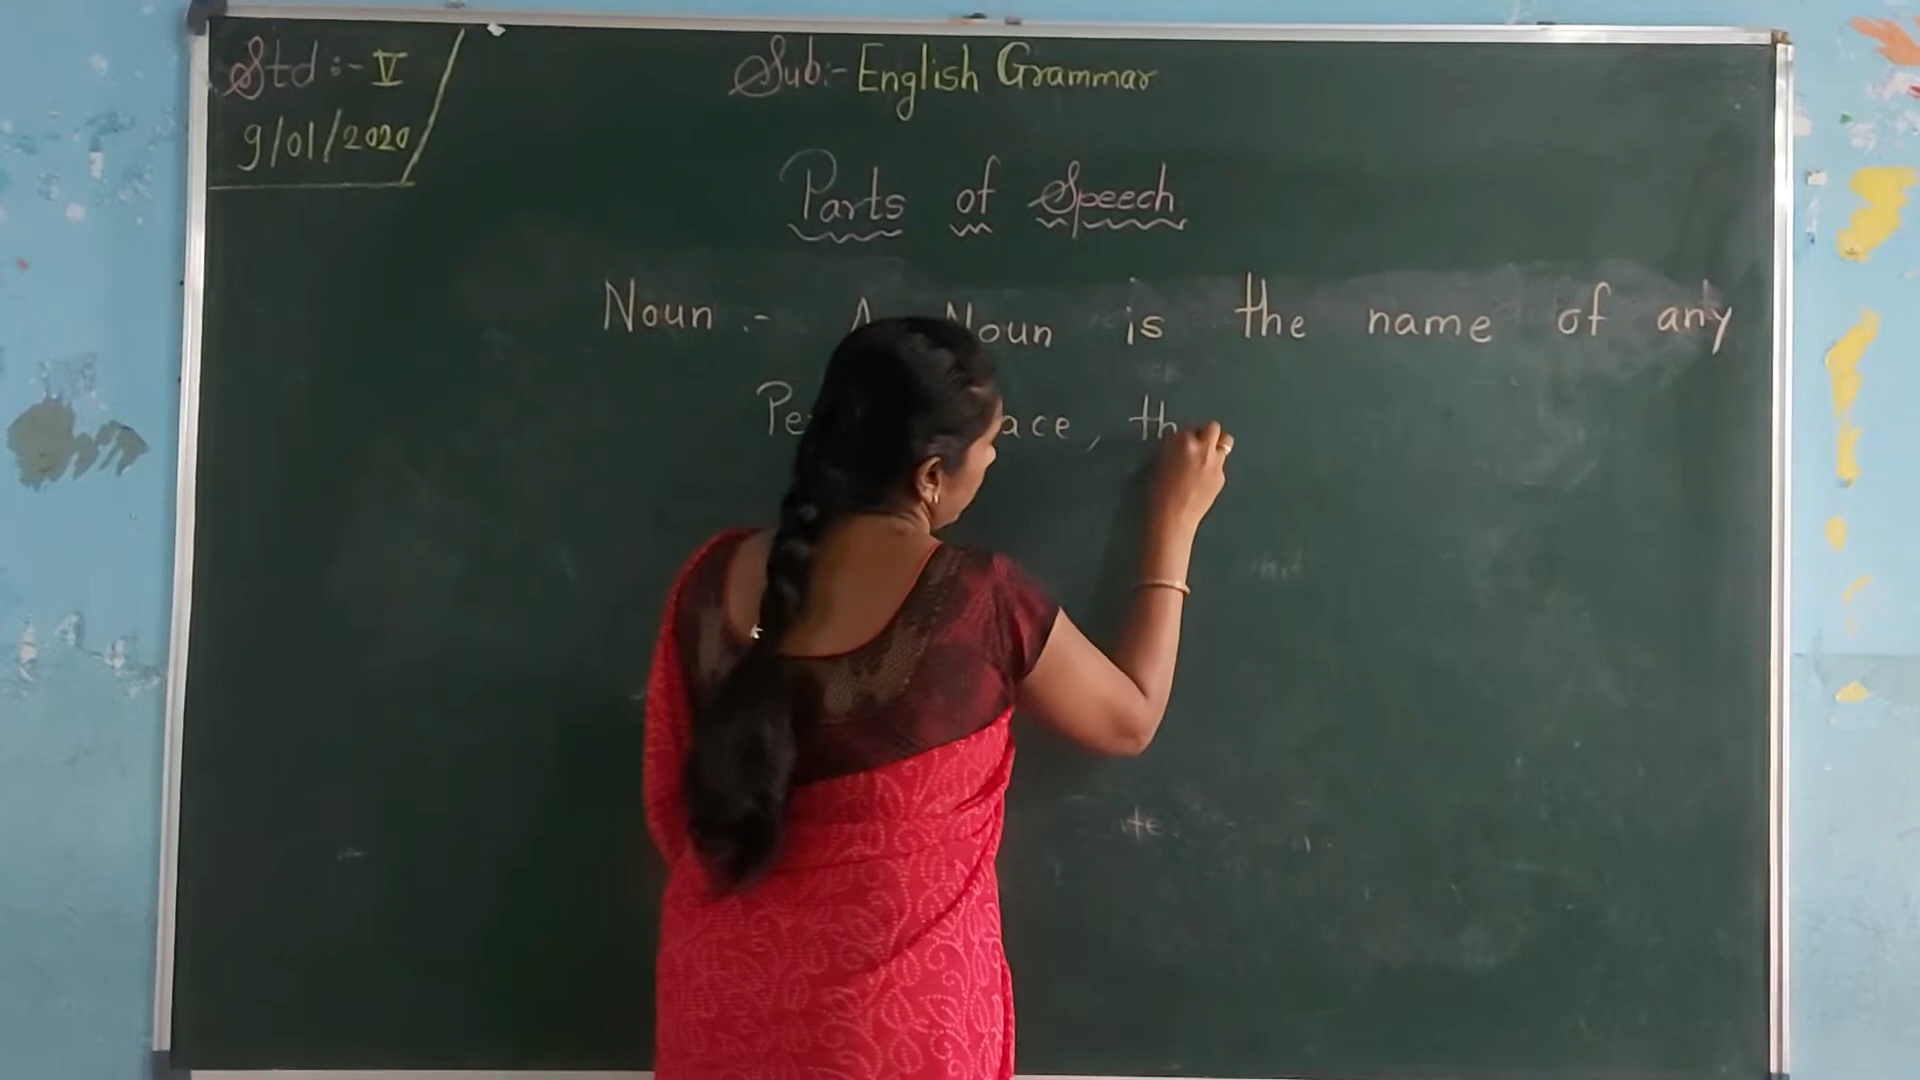 Std :- V
9/01/2020
Sub:- English Grammar
Parts of Speech
Noun :- A Noun is the name of any
Pe ace, th